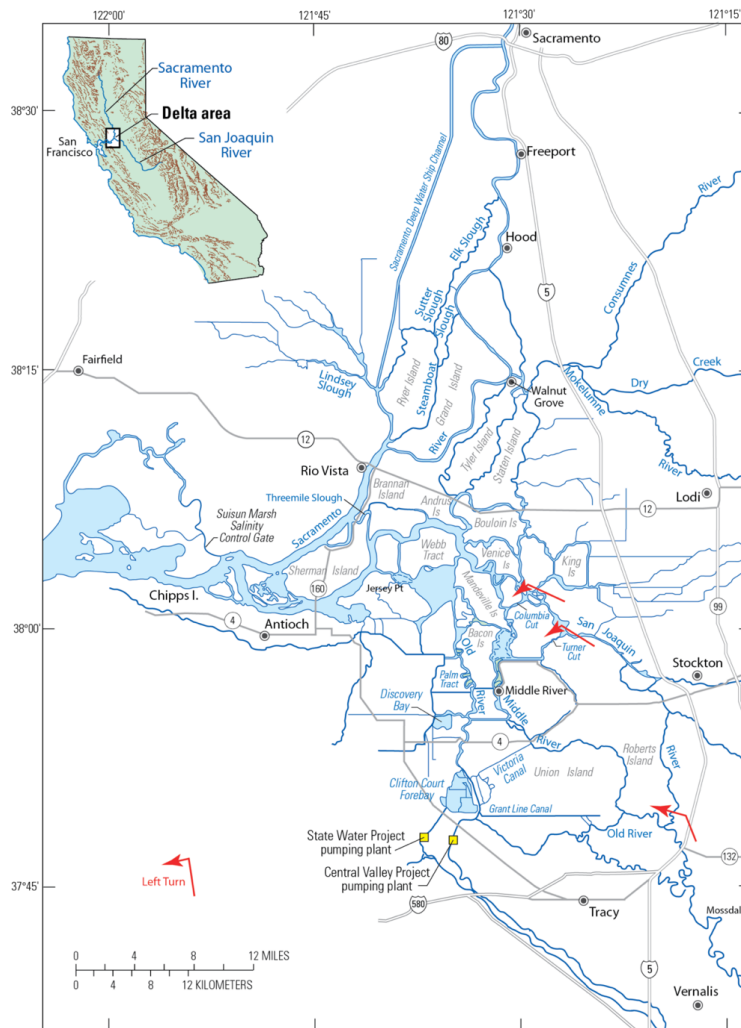 122°00'
121°45'
121°30'
121°15'
38°30'
38°15'
38°00'
37°45'
Sacramento
River
Delta area
San
Francisco
San Joaquin
River
80
Sacramento
Sacramento Deep Water Ship Channel
Freeport
Elk Slough
Hood
Sutter
Slough
Steamboat
Slough
5
River
Consumnes
Fairfield
Lindsey
Slough
Ryer Island
Grand Island
River
Walnut
Grove
Mokelumne
Dry
Creek
River
Tyler Island
Staten Island
12
Rio Vista
Brannan
Island
Lodi
Threemile Slough
Andrus
Is
12
Suisun Marsh
Salinity
Control Gate
Sacramento
Bouloin Is
Webb
Tract
Venice
Is
King
Is
Sherman Island
Mandeville Is
Chipps I.
160
Jersey Pt
99
4
Antioch
Columbia
Cut
San Joaquin
Bacon
Is
Turner
Cut
Old
Stockton
Palm
Tract
River
Middle River
Discovery
Bay
Middle
River
4
Roberts
Island
River
Victoria
Canal
Union Island
Clifton Court
Forebay
Grant Line Canal
Old River
State Water Project
pumping plant
132
Central Valley Project
pumping plant
Left Turn
580
Tracy
Mossdal
0 4 8 12 MILES
0 4 8 12 KILOMETERS
5
Vernalis